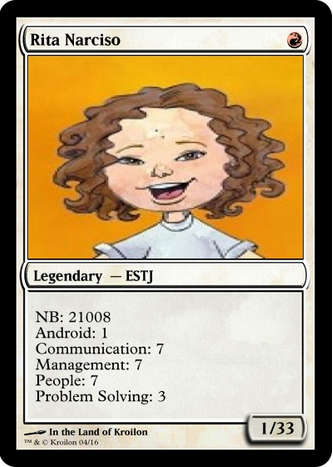 Rita Narciso
Legendary — ESTJ
NB: 21008
Android: 1
Communication: 7
Management: 7
People: 7
Problem Solving: 3
In the Land of Kroilon
™ & © Kroilon 04/16
1/33